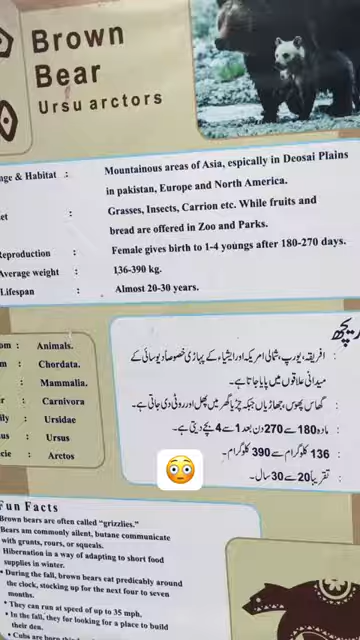 Brown
Bear
Ursu arctors
age & Habitat :
Mountainous areas of Asia, espically in Deosai Plains
in pakistan, Europe and North America.
et : Grasses, Insects, Carrion etc. While fruits and
bread are offered in Zoo and Parks.
Reproduction : Female gives birth to 1-4 youngs after 180-270 days.
Average weight : 136-390 kg.
Lifespan : Almost 20-30 years.
om : Animals.
m : Chordata.
: Mammalia.
r : Carnivora
ily : Ursidae
us : Ursus
cie : Arctos
ریچھ
: افریقہ، یورپ، شمالی امریکہ اور ایشیاء کے پہاڑی خصوصاً دیوسائی کے
میدانی علاقوں میں پایا جاتا ہے۔
: گھاس پھوس، جھاڑیاں جبکہ چڑیا گھر میں پھل اور روٹی دی جاتی ہے۔
: مادہ 180 سے 270 دن بعد 1 سے 4 بچے دیتی ہے۔
: 136 کلوگرام سے 390 کلوگرام۔
: تقریباً 20 سے 30 سال۔
Fun Facts
Brown bears are often called “grizzlies.”
Bears am commonly ailent, butane communicate
with grunts, rours, or squeals.
Hibernation in a way of adapting to short food
supplies in winter.
• During the fall, brown bears eat predicably around
the clock, stocking up for the next four to seven
months.
• They can run at speed of up to 35 mph.
• In the fall, they for looking for a place to build
their den.
• Cubs are born